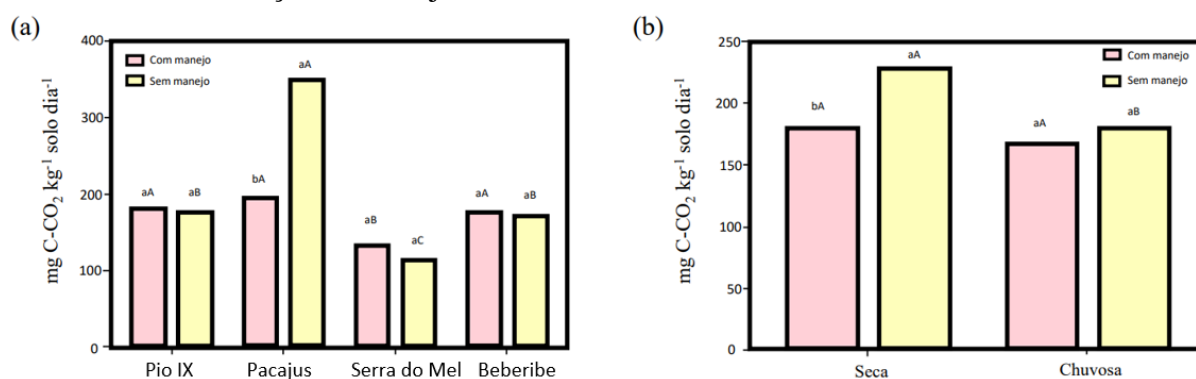 (a)
mg C-CO₂ kg⁻¹ solo dia⁻¹
400
300
200
100
0
Com manejo
Sem manejo
aA
aB
bA
aA
aB
aC
aA
aB
Pio IX
Pacajus
Serra do Mel
Beberibe
(b)
mg C-CO₂ kg⁻¹ solo dia⁻¹
250
200
150
100
50
0
Com manejo
Sem manejo
bA
aA
aA
aB
Seca
Chuvosa